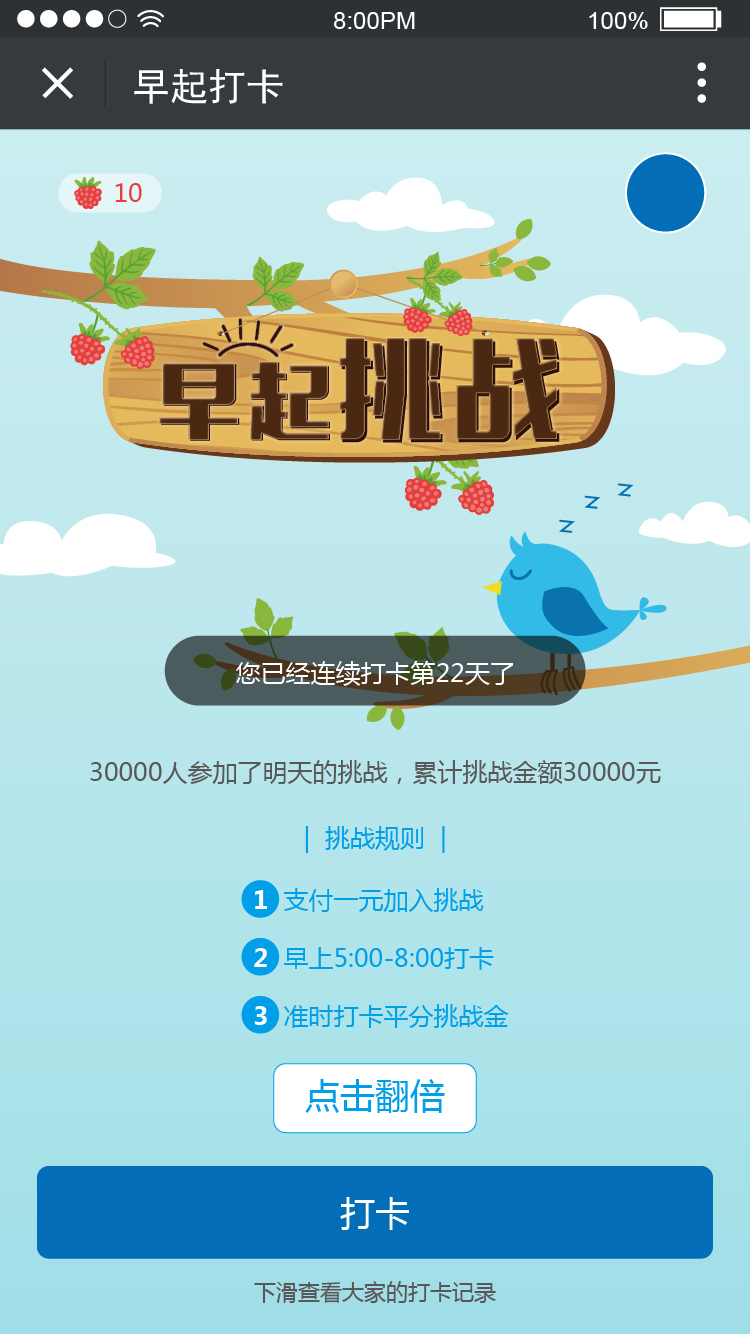 8:00PM
100%
早起打卡
10
早起挑战
z z z
您已经连续打卡第22天了
30000人参加了明天的挑战，累计挑战金额30000元
| 挑战规则 |
1 支付一元加入挑战
2 早上5:00-8:00打卡
3 准时打卡平分挑战金
点击翻倍
打卡
下滑查看大家的打卡记录